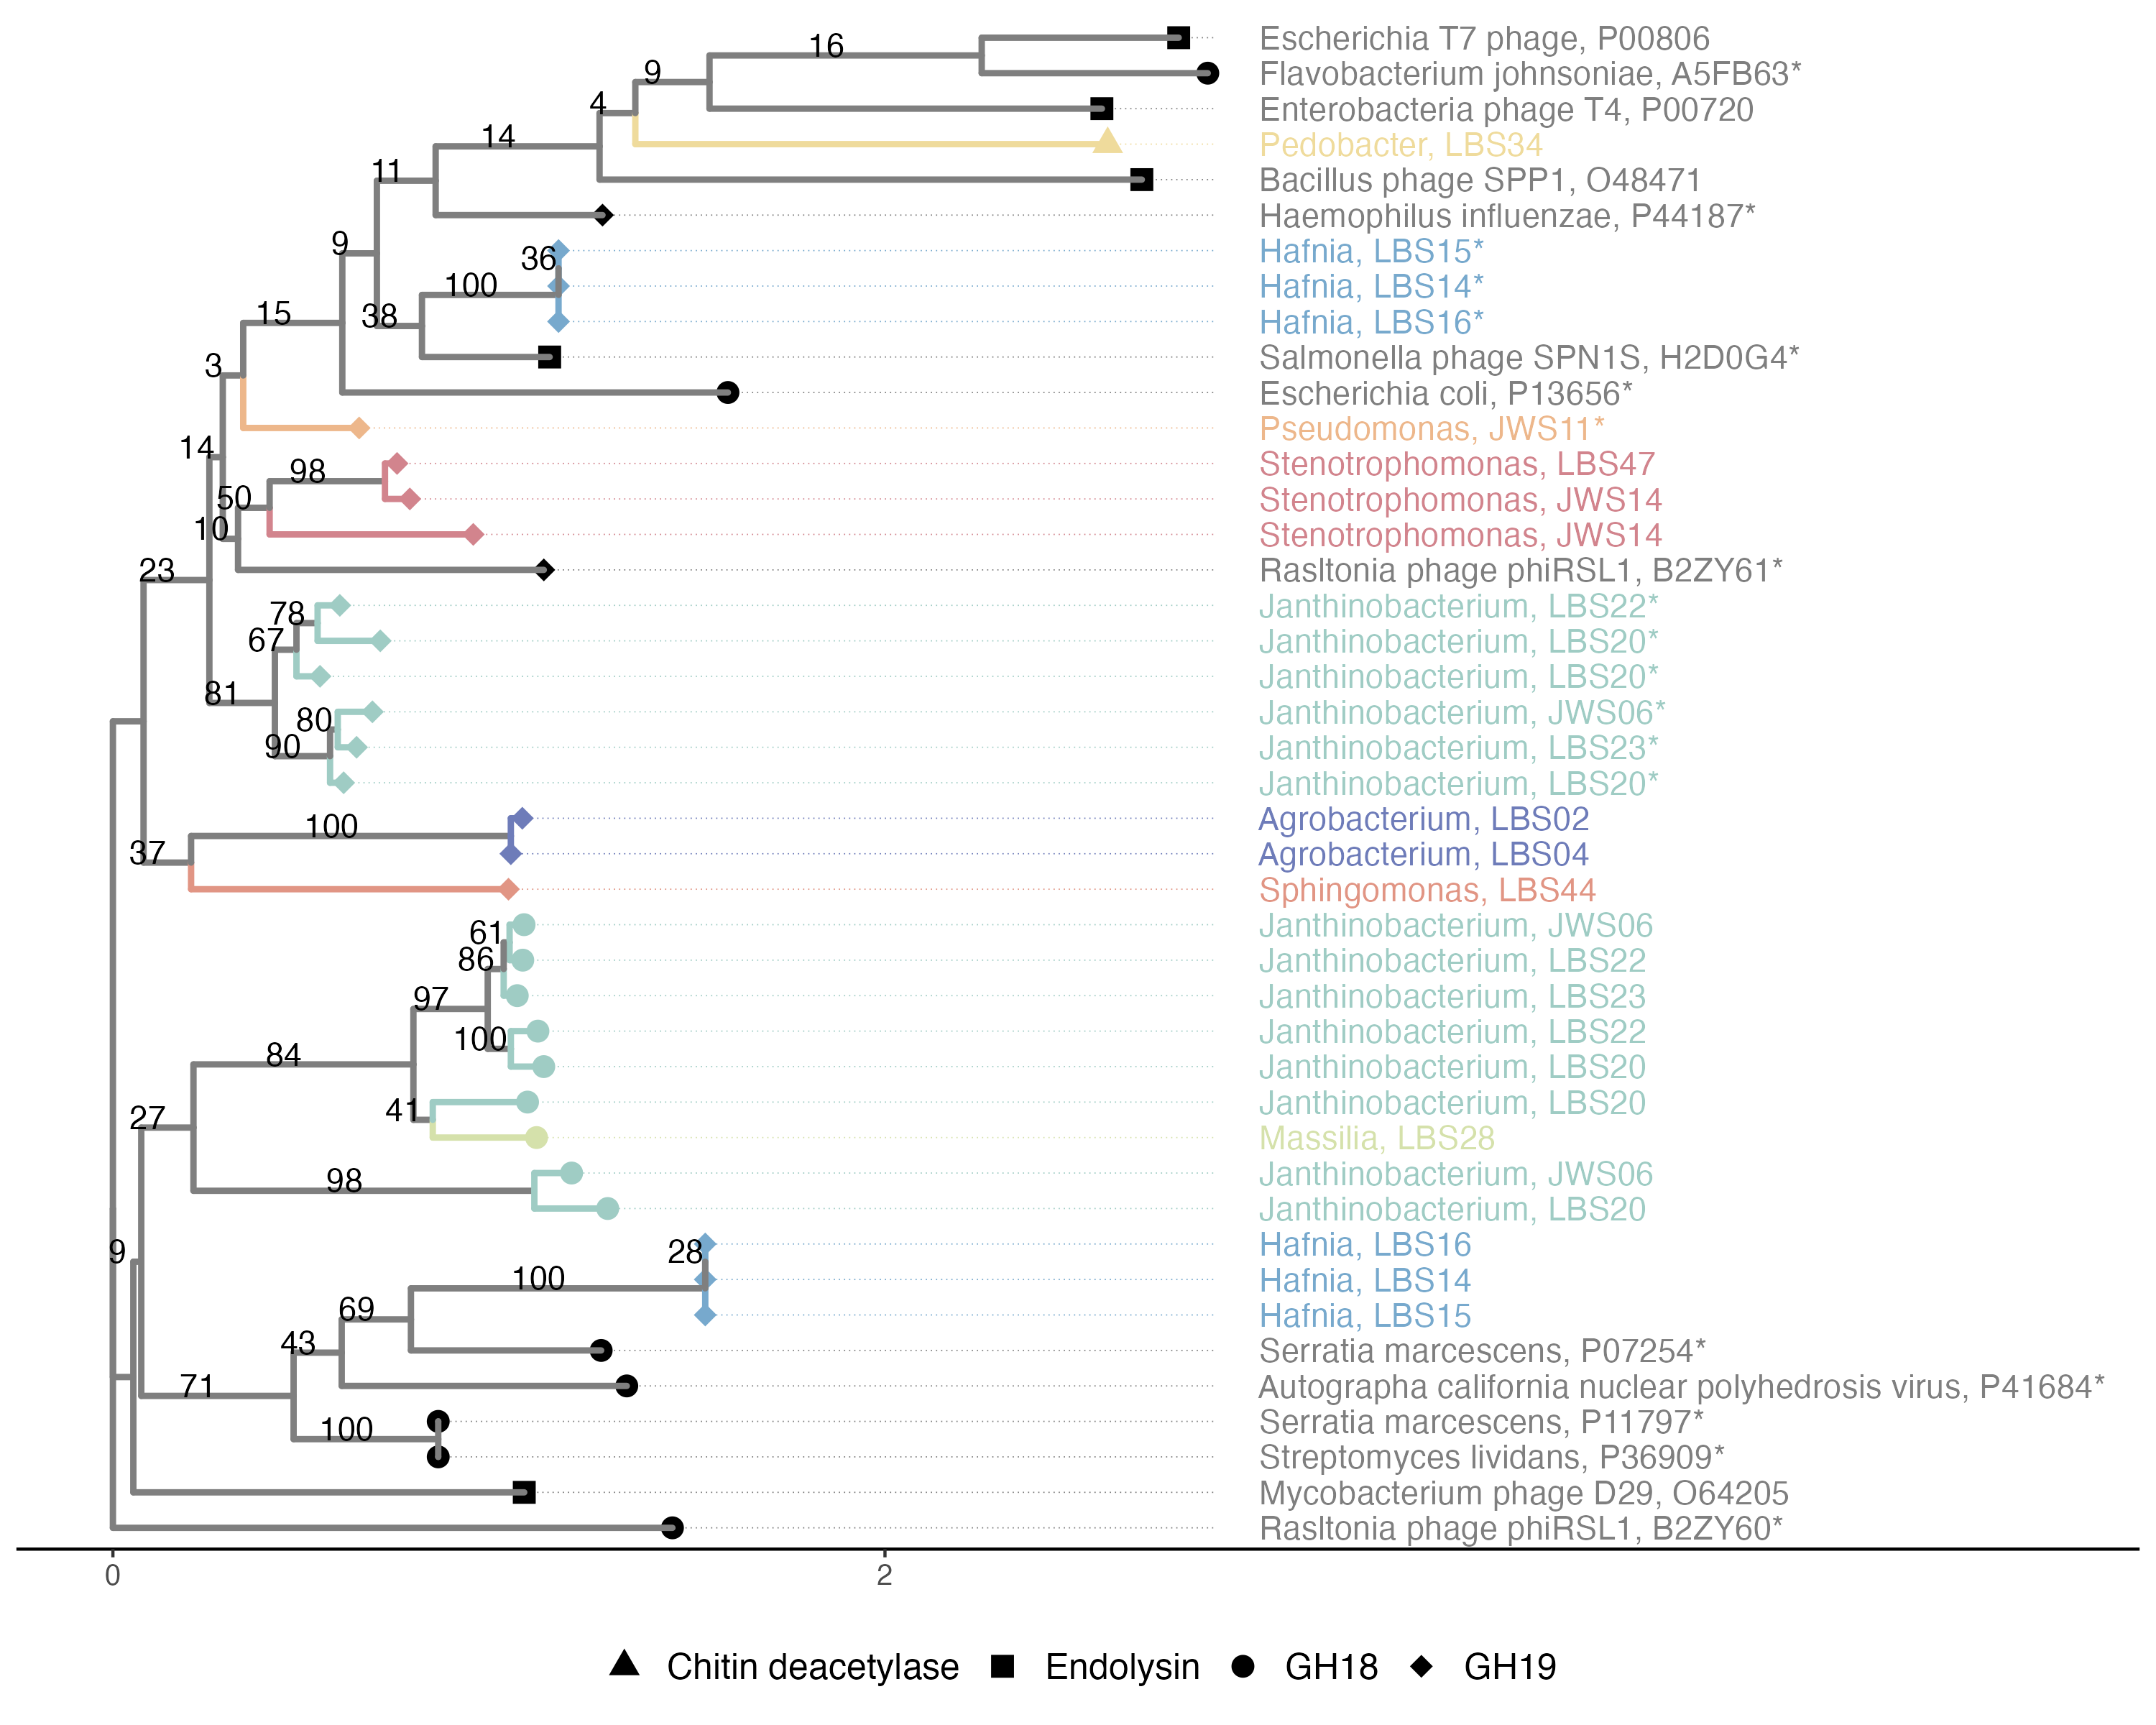 Escherichia T7 phage, P00806
16
Flavobacterium johnsoniae, A5FB63*
9
Enterobacteria phage T4, P00720
4
14
Pedobacter, LBS34
11
Bacillus phage SPP1, O48471
Haemophilus influenzae, P44187*
9
36
Hafnia, LBS15*
100
Hafnia, LBS14*
15
38
Hafnia, LBS16*
Salmonella phage SPN1S, H2D0G4*
3
Escherichia coli, P13656*
Pseudomonas, JWS11*
14
98
Stenotrophomonas, LBS47
50
Stenotrophomonas, JWS14
10
Stenotrophomonas, JWS14
23
Rasltonia phage phiRSL1, B2ZY61*
78
Janthinobacterium, LBS22*
67
Janthinobacterium, LBS20*
81
Janthinobacterium, LBS20*
80
Janthinobacterium, JWS06*
90
Janthinobacterium, LBS23*
Janthinobacterium, LBS20*
100
Agrobacterium, LBS02
37
Agrobacterium, LBS04
Sphingomonas, LBS44
61
Janthinobacterium, JWS06
86
Janthinobacterium, LBS22
97
Janthinobacterium, LBS23
100
Janthinobacterium, LBS22
84
Janthinobacterium, LBS20
41
Janthinobacterium, LBS20
27
Massilia, LBS28
98
Janthinobacterium, JWS06
Janthinobacterium, LBS20
9
28
Hafnia, LBS16
100
Hafnia, LBS14
69
Hafnia, LBS15
43
Serratia marcescens, P07254*
71
Autographa california nuclear polyhedrosis virus, P41684*
100
Serratia marcescens, P11797*
Streptomyces lividans, P36909*
Mycobacterium phage D29, O64205
Rasltonia phage phiRSL1, B2ZY60*
0 2
Chitin deacetylase Endolysin GH18 GH19